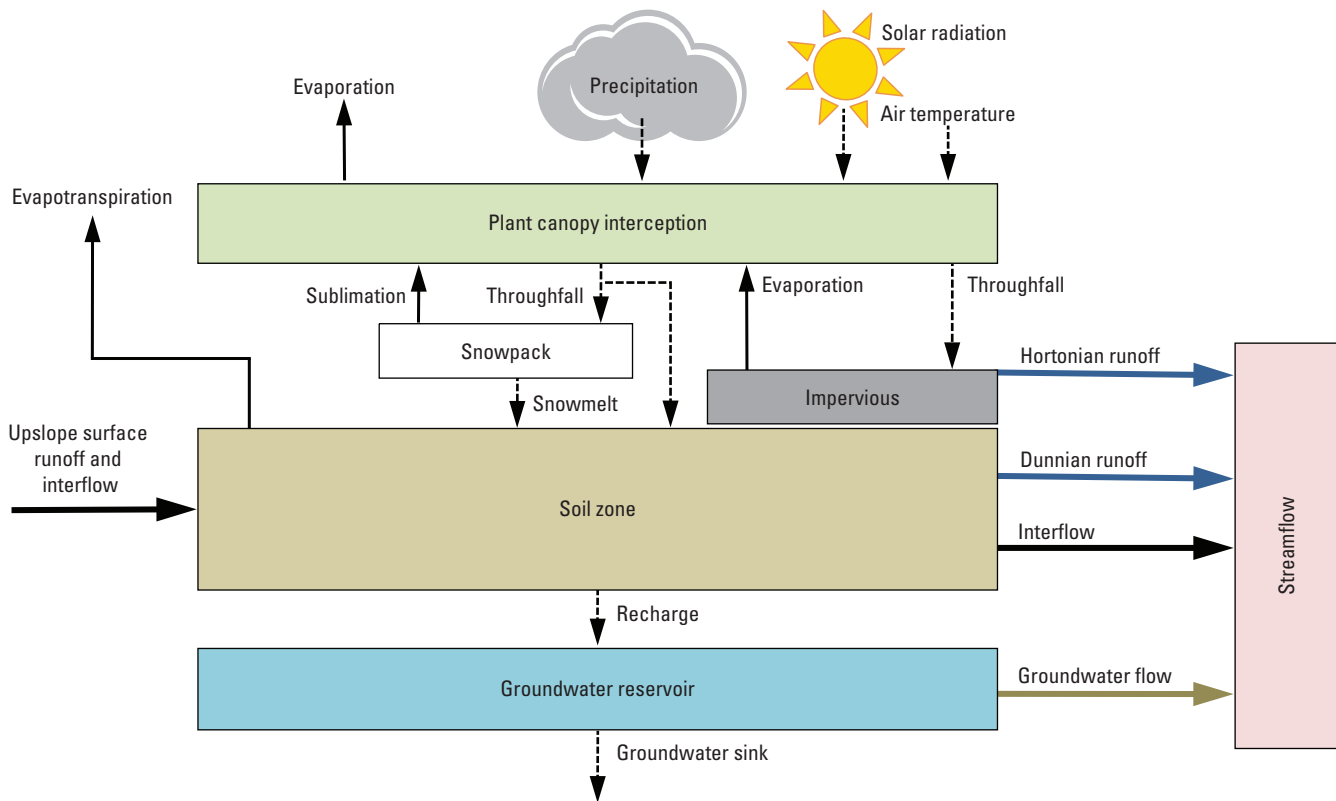 Solar radiation
Precipitation
Evaporation
Air temperature
Evapotranspiration
Plant canopy interception
Sublimation
Throughfall
Evaporation
Throughfall
Snowpack
Hortonian runoff
Impervious
Snowmelt
Upslope surface
runoff and
interflow
Dunnian runoff
Soil zone
Interflow
Streamflow
Recharge
Groundwater reservoir
Groundwater flow
Groundwater sink